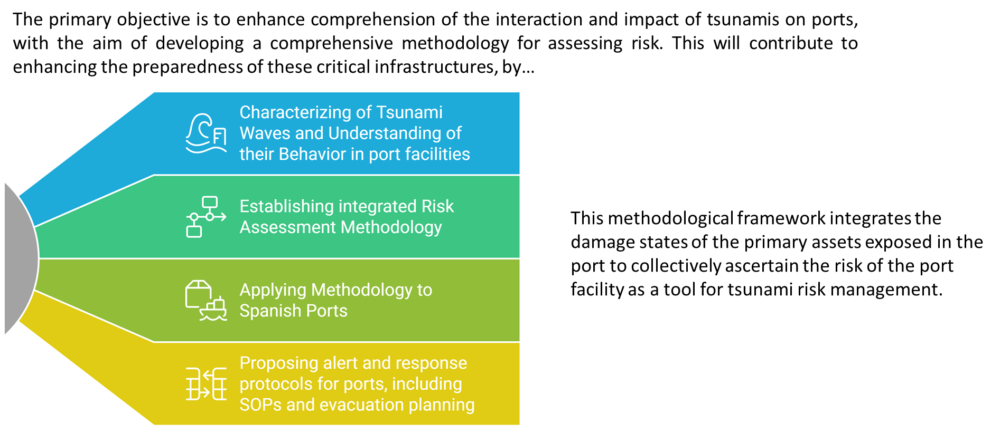 The primary objective is to enhance comprehension of the interaction and impact of tsunamis on ports,
with the aim of developing a comprehensive methodology for assessing risk. This will contribute to
enhancing the preparedness of these critical infrastructures, by...
Characterizing of Tsunami
Waves and Understanding of
their Behavior in port facilities
Establishing integrated Risk
Assessment Methodology
Applying Methodology to
Spanish Ports
Proposing alert and response
protocols for ports, including
SOPs and evacuation planning
This methodological framework integrates the
damage states of the primary assets exposed in the
port to collectively ascertain the risk of the port
facility as a tool for tsunami risk management.